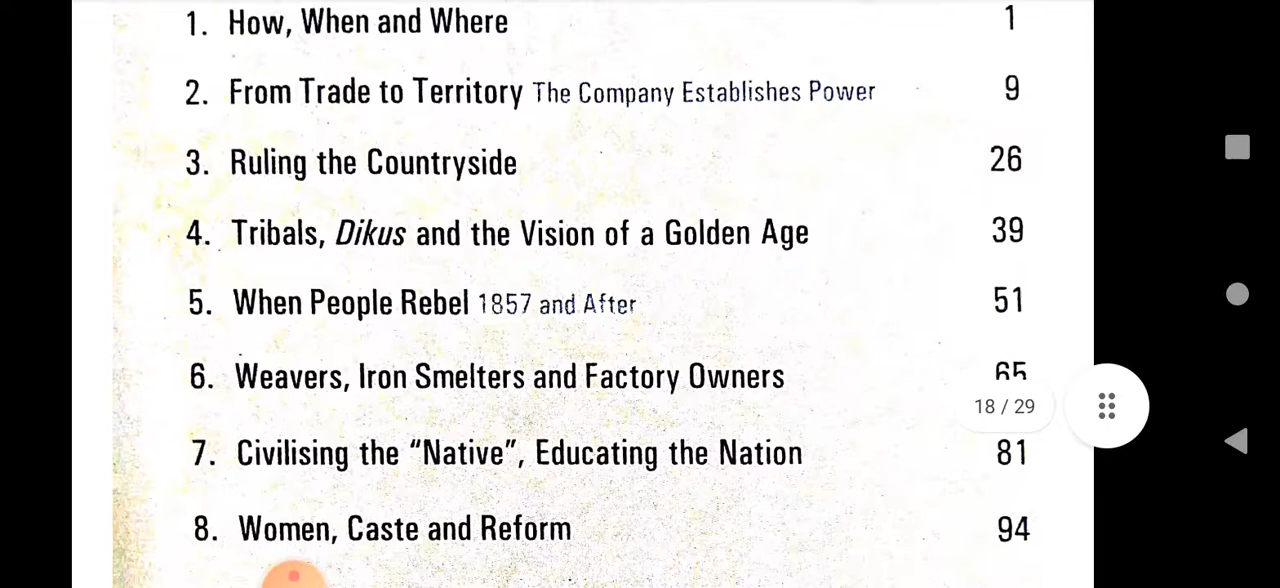 1. How, When and Where 1
2. From Trade to Territory The Company Establishes Power 9
3. Ruling the Countryside 26
4. Tribals, Dikus and the Vision of a Golden Age 39
5. When People Rebel 1857 and After 51
6. Weavers, Iron Smelters and Factory Owners 65
18 / 29
7. Civilising the “Native”, Educating the Nation 81
8. Women, Caste and Reform 94